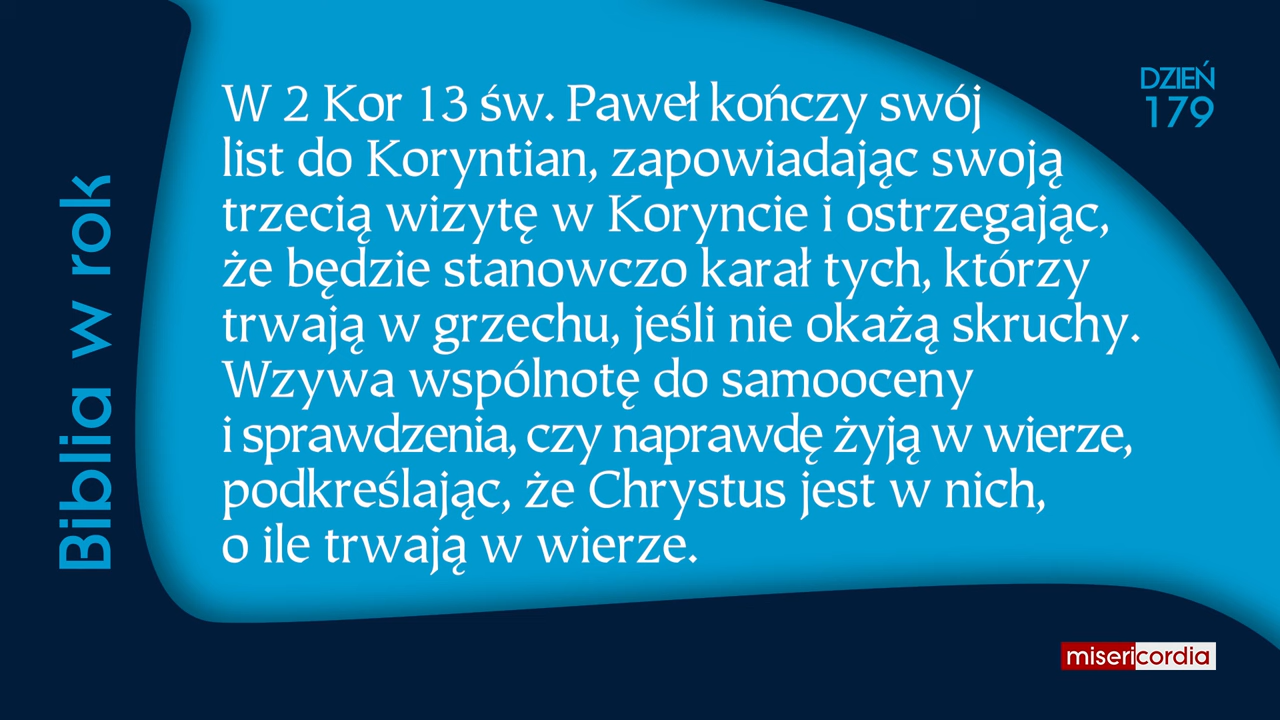 Biblia w rok
DZIEŃ
179
W 2 Kor 13 św. Paweł kończy swój
list do Koryntian, zapowiadając swoją
trzecią wizytę w Koryncie i ostrzegając,
że będzie stanowczo karał tych, którzy
trwają w grzechu, jeśli nie okażą skruchy.
Wzywa wspólnotę do samooceny
i sprawdzenia, czy naprawdę żyją w wierze,
podkreślając, że Chrystus jest w nich,
o ile trwają w wierze.
misericordia